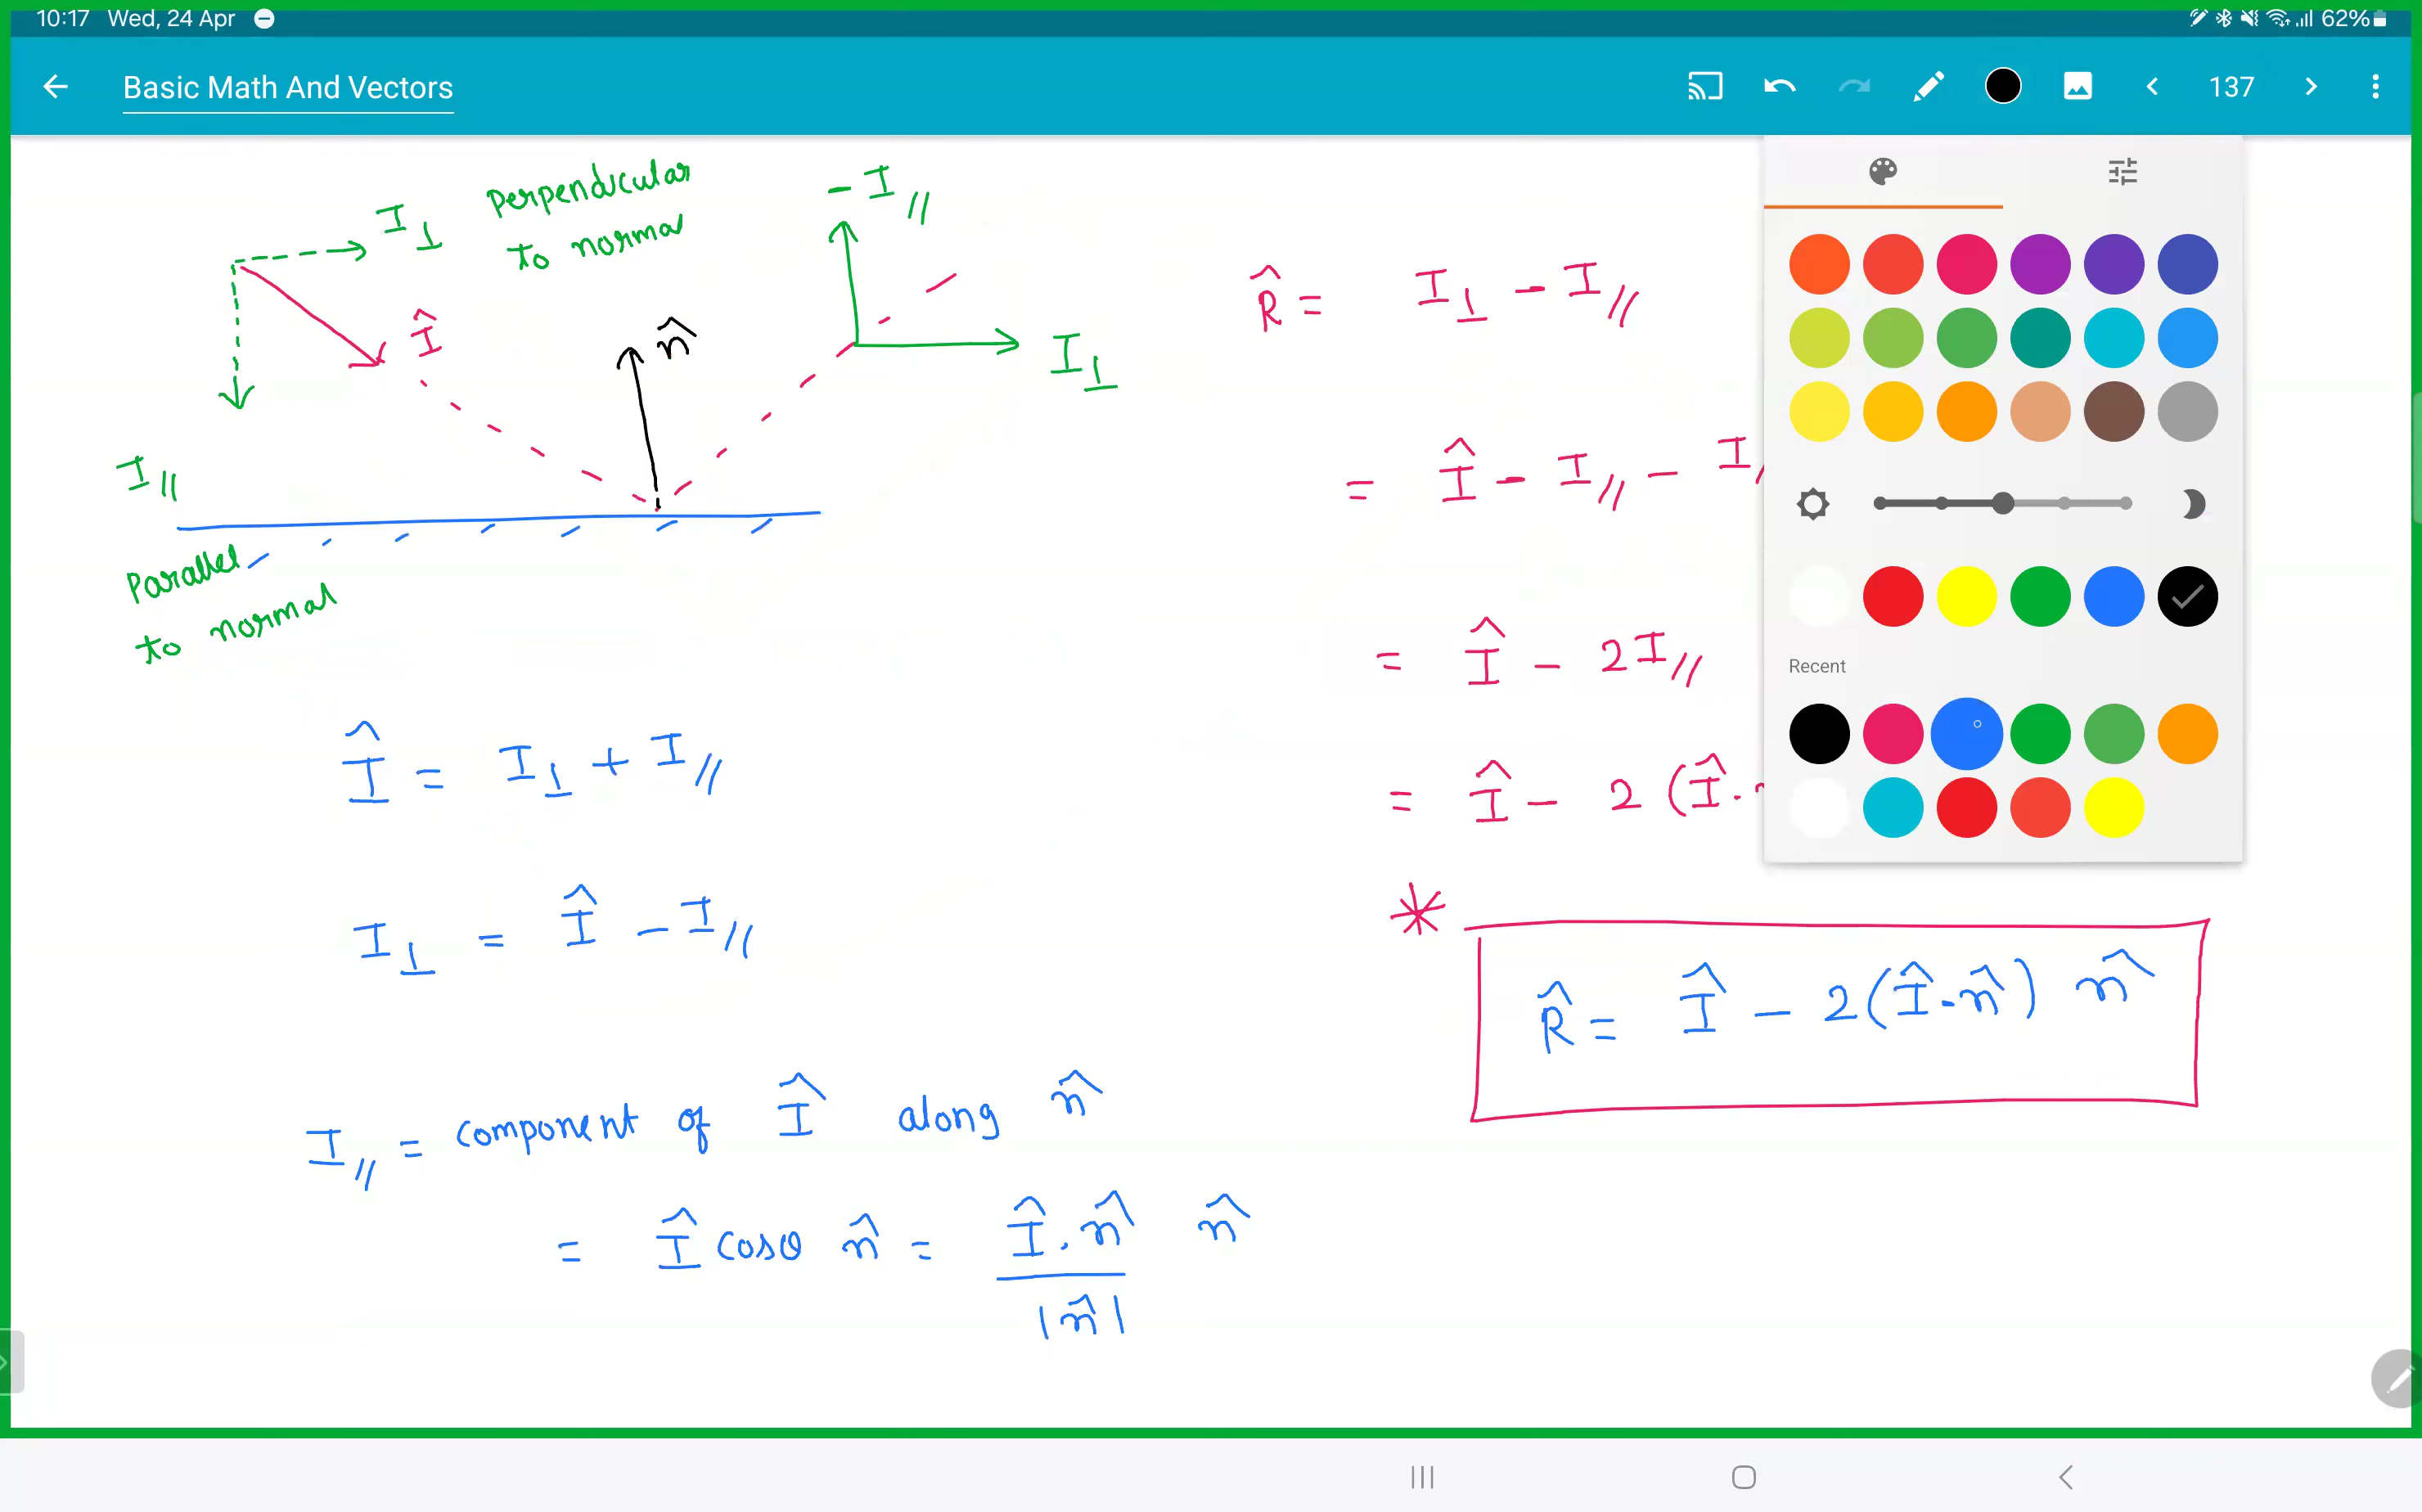 10:17 Wed, 24 Apr
62%
Basic Math And Vectors
137
I⊥ Perpendicular
to normal
-I//
Î
n̂
I⊥
I||
Parallel
to normal
R̂ = I⊥ - I//
= Î - I// - I/
= Î - 2I//
= Î - 2(Î.
Recent
Î = I⊥ + I//
I⊥ = Î - I//
* R̂ = Î - 2(Î.n̂) n̂
I// = component of Î along n̂
= Î cosθ n̂ = Î.n̂ n̂
|n̂|